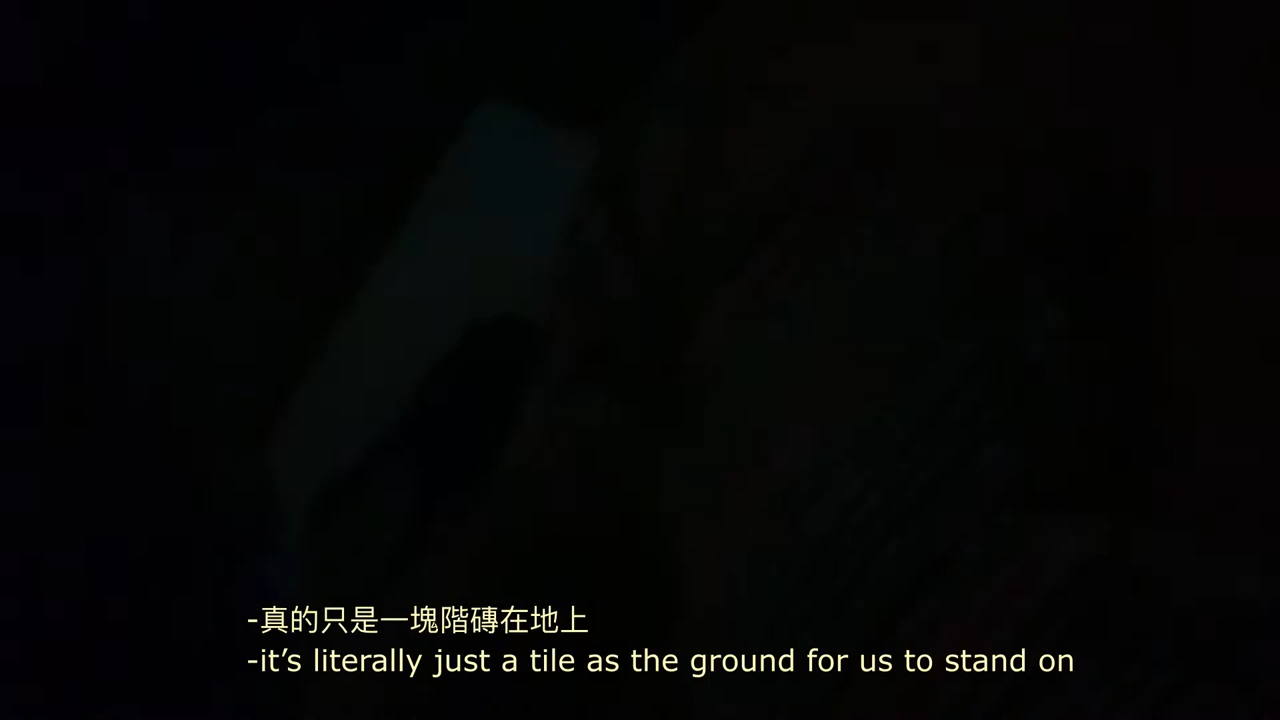 -真的只是一塊階磚在地上
-it’s literally just a tile as the ground for us to stand on